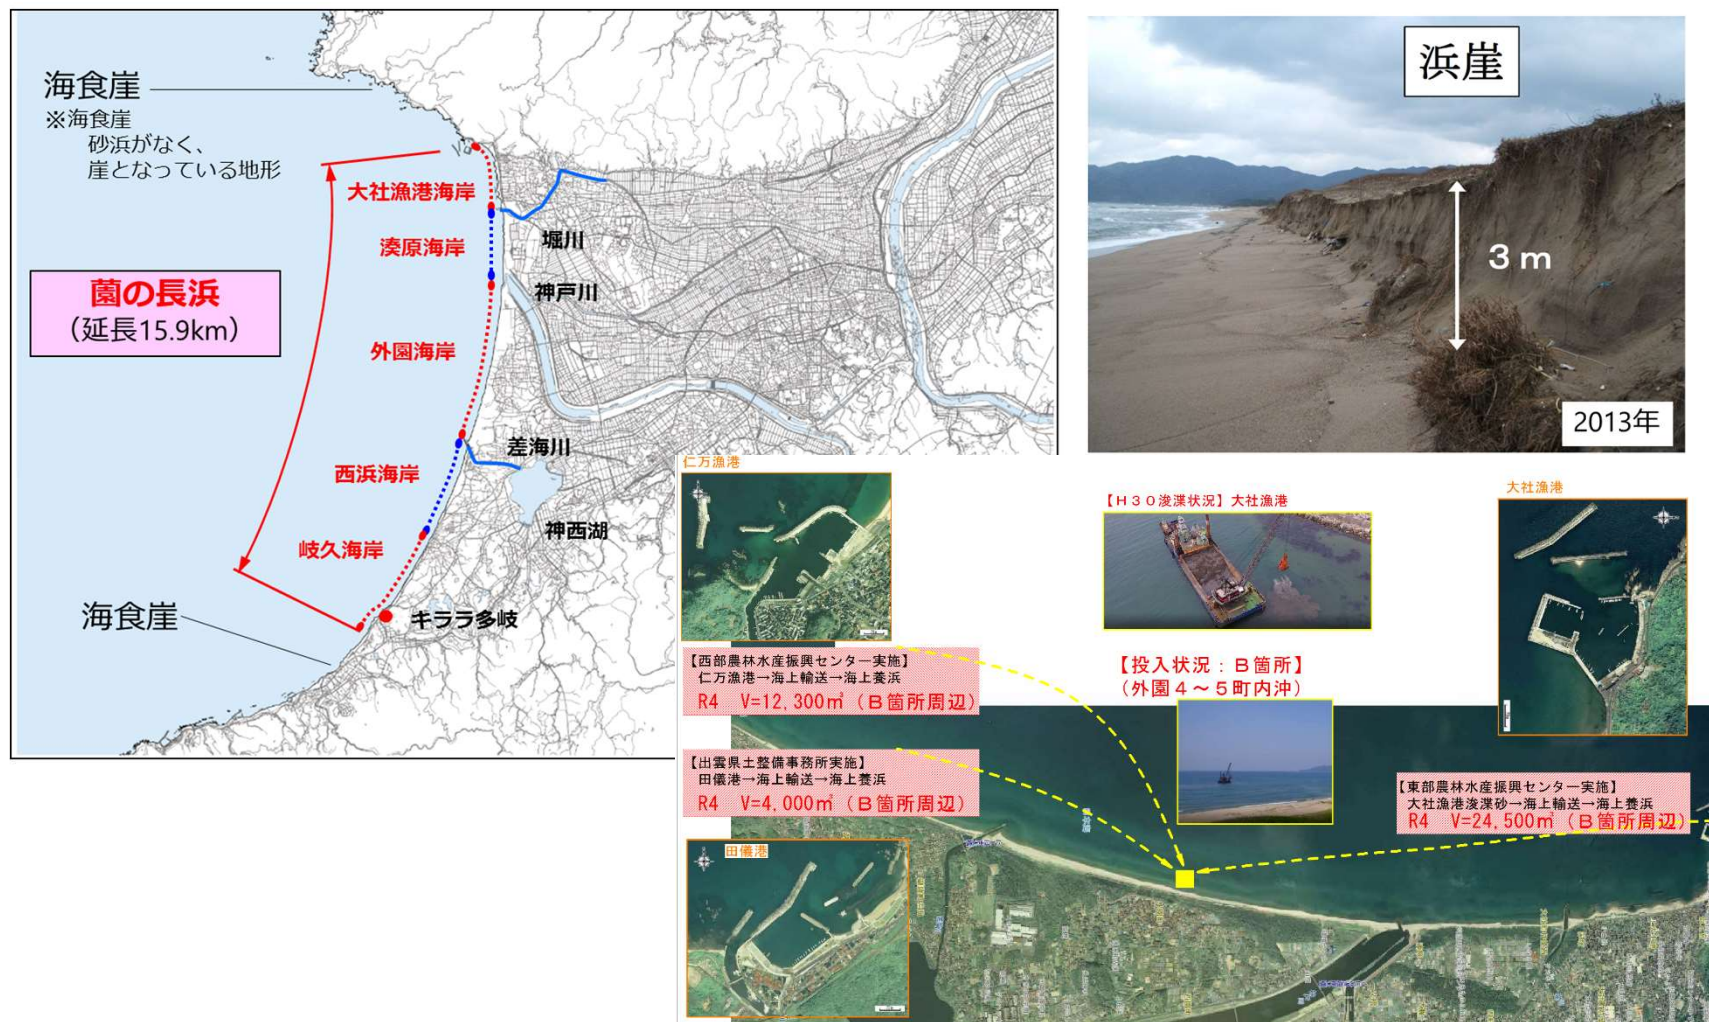 海食崖
※海食崖
砂浜がなく、
崖となっている地形
大社漁港海岸
湊原海岸
堀川
神戸川
薗の長浜
（延長15.9km）
外園海岸
差海川
西浜海岸
神西湖
岐久海岸
海食崖
キララ多岐
浜崖
3ｍ
2013年
仁万漁港
【Ｈ３０浚渫状況】大社漁港
大社漁港
【西部農林水産振興センター実施】
仁万漁港→海上輸送→海上養浜
R4　V=12,300㎥（Ｂ箇所周辺）
【投入状況：Ｂ箇所】
（外園４～５町内沖）
【出雲県土整備事務所実施】
田儀港→海上輸送→海上養浜
R4　V=4,000㎥（Ｂ箇所周辺）
【東部農林水産振興センター実施】
大社漁港浚渫砂→海上輸送→海上養浜
R4　V=24,500㎥（Ｂ箇所周辺）
田儀港